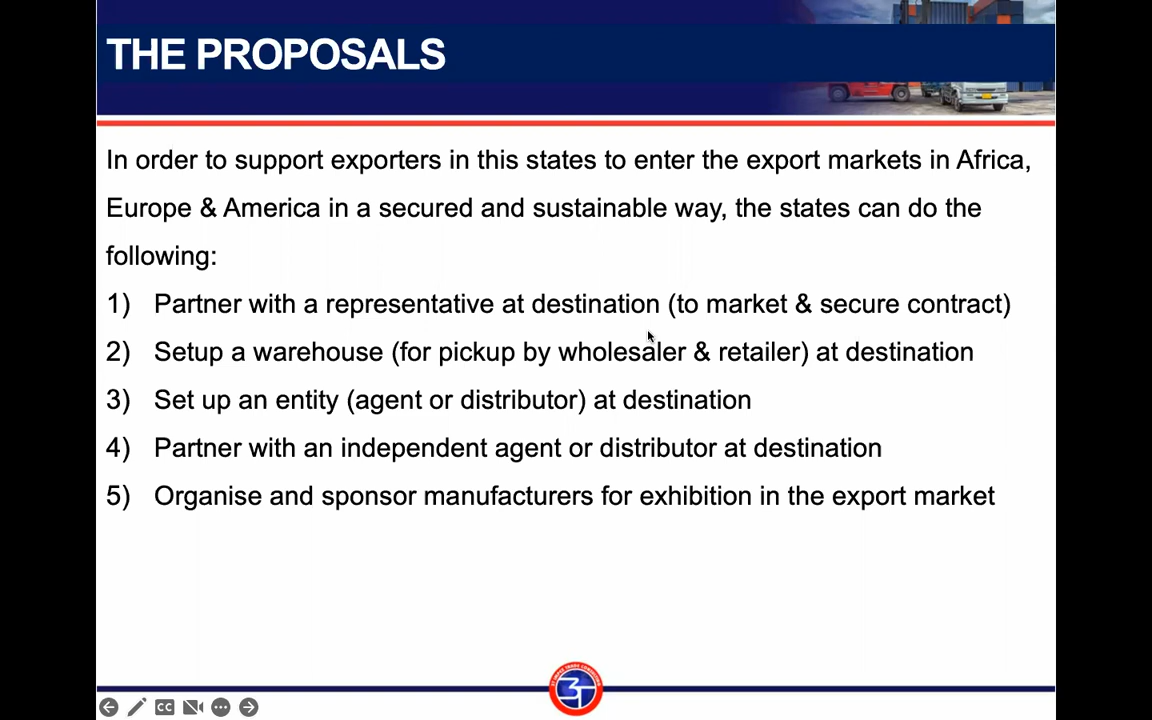 THE PROPOSALS
In order to support exporters in this states to enter the export markets in Africa,
Europe & America in a secured and sustainable way, the states can do the
following:
1) Partner with a representative at destination (to market & secure contract)
2) Setup a warehouse (for pickup by wholesaler & retailer) at destination
3) Set up an entity (agent or distributor) at destination
4) Partner with an independent agent or distributor at destination
5) Organise and sponsor manufacturers for exhibition in the export market
3T
CC